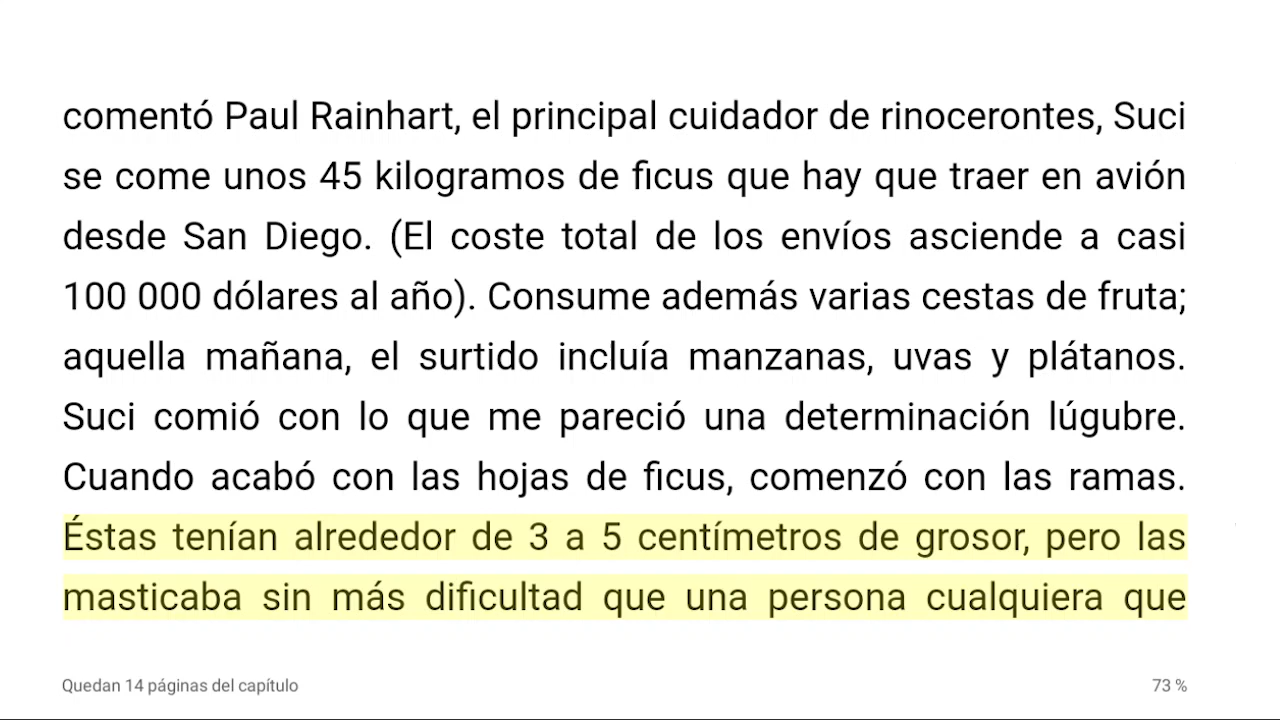 comentó Paul Rainhart, el principal cuidador de rinocerontes, Suci
se come unos 45 kilogramos de ficus que hay que traer en avión
desde San Diego. (El coste total de los envíos asciende a casi
100 000 dólares al año). Consume además varias cestas de fruta;
aquella mañana, el surtido incluía manzanas, uvas y plátanos.
Suci comió con lo que me pareció una determinación lúgubre.
Cuando acabó con las hojas de ficus, comenzó con las ramas.
Éstas tenían alrededor de 3 a 5 centímetros de grosor, pero las
masticaba sin más dificultad que una persona cualquiera que
Quedan 14 páginas del capítulo
73 %